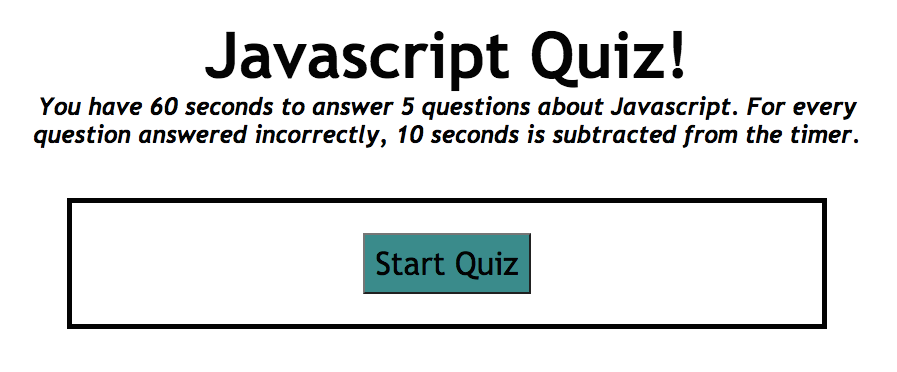 Javascript Quiz!
You have 60 seconds to answer 5 questions about Javascript. For every
question answered incorrectly, 10 seconds is subtracted from the timer.
Start Quiz